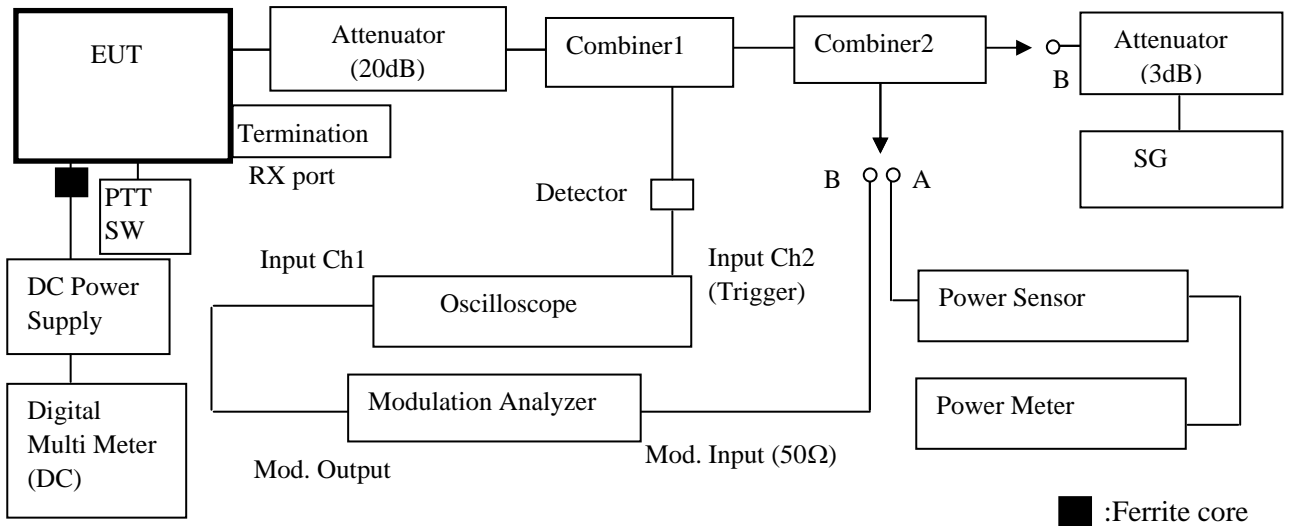 EUT
Attenuator
(20dB)
Combiner1
Combiner2
B
Attenuator
(3dB)
Termination
RX port
SG
PTT
SW
Detector
B
A
Input Ch1
Input Ch2
(Trigger)
DC Power
Supply
Oscilloscope
Power Sensor
Digital
Multi Meter
(DC)
Modulation Analyzer
Power Meter
Mod. Output
Mod. Input (50Ω)
:Ferrite core